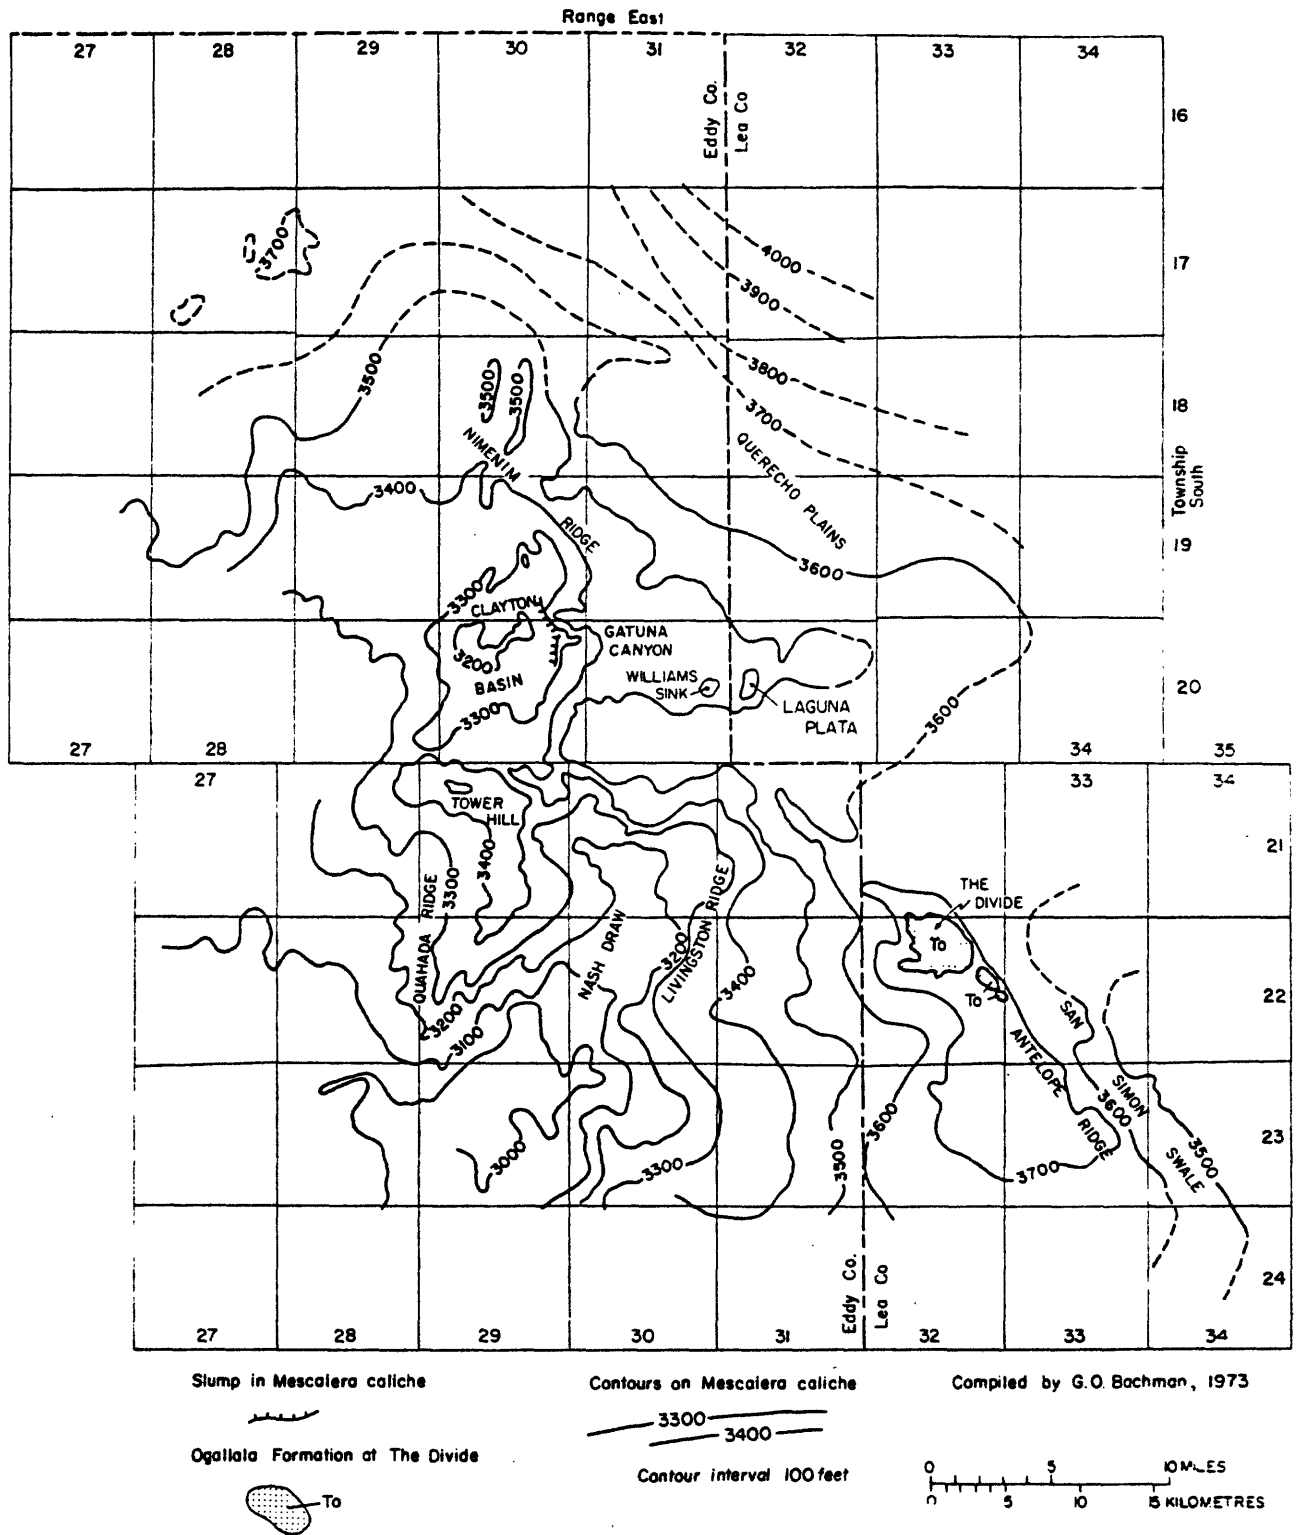 Range East
27 28 29 30 31 32 33 34
Eddy Co.
Lea Co
16
3700
4000
17
3900
3500
3800
3500
3500
3700
18
NIMENIM
RIDGE
QUERECHO PLAINS
Township
South
3400
19
3600
3300
CLAYTON
GATUNA
CANYON
3200
WILLIAMS
SINK
BASIN
20
LAGUNA
PLATA
3300
3600
27 28 34 35
27 33 34
TOWER
HILL
21
3400
3300
QUAHADA RIDGE
LIVINGSTON RIDGE
THE
DIVIDE
To
NASH DRAW
3200
3400
To
22
3200
SAN
3100
ANTELOPE
SIMON
3600
3600
RIDGE
23
3000
3300
3500
3700
3500
SWALE
Eddy Co.
Lea Co
24
27 28 29 30 31 32 33 34
Slump in Mescalera caliche
Contours on Mescalera caliche
Compiled by G.O. Bachman, 1973
3300
3400
Ogallala Formation at The Divide
Contour interval 100 feet
0 5 10 MILES
To
0 5 10 15 KILOMETRES